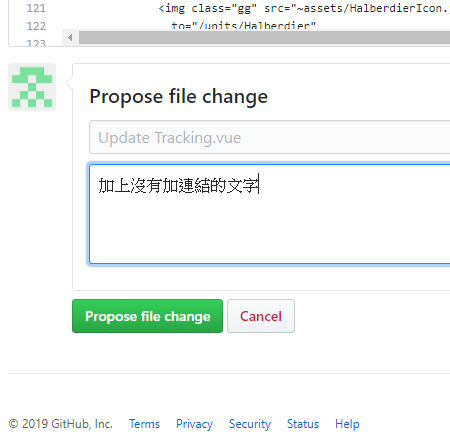 121 <img class="gg" src="~assets/HalberdierIcon.
122 to="/units/Halberdier"
123
Propose file change
Update Tracking.vue
加上沒有加連結的文字
Propose file change Cancel
© 2019 GitHub, Inc. Terms Privacy Security Status Help